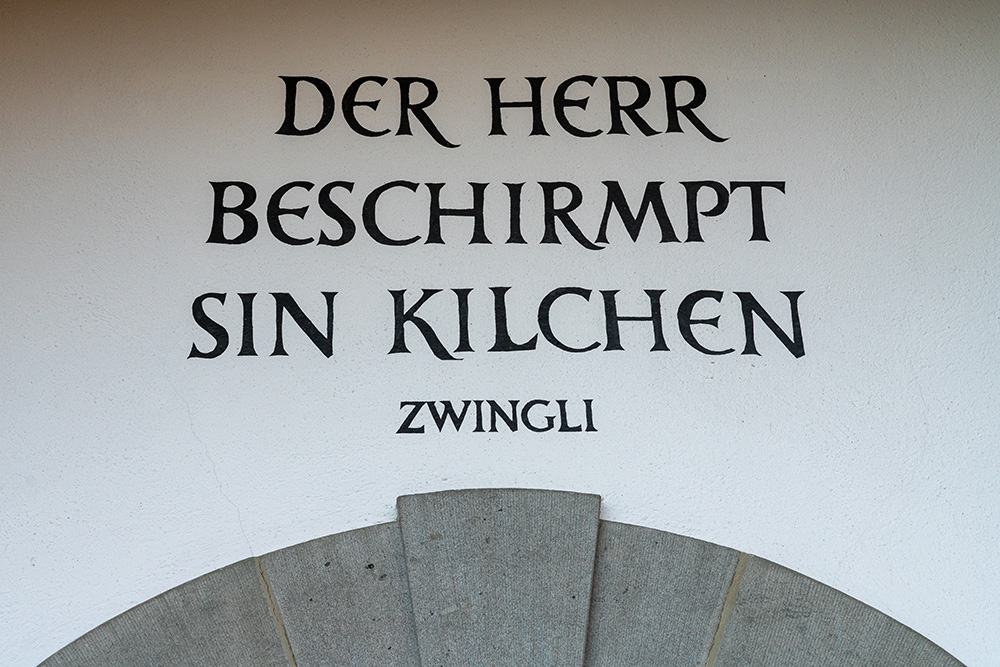 DER HERR
BESCHIRMPT
SIN KILCHEN
ZWINGLI